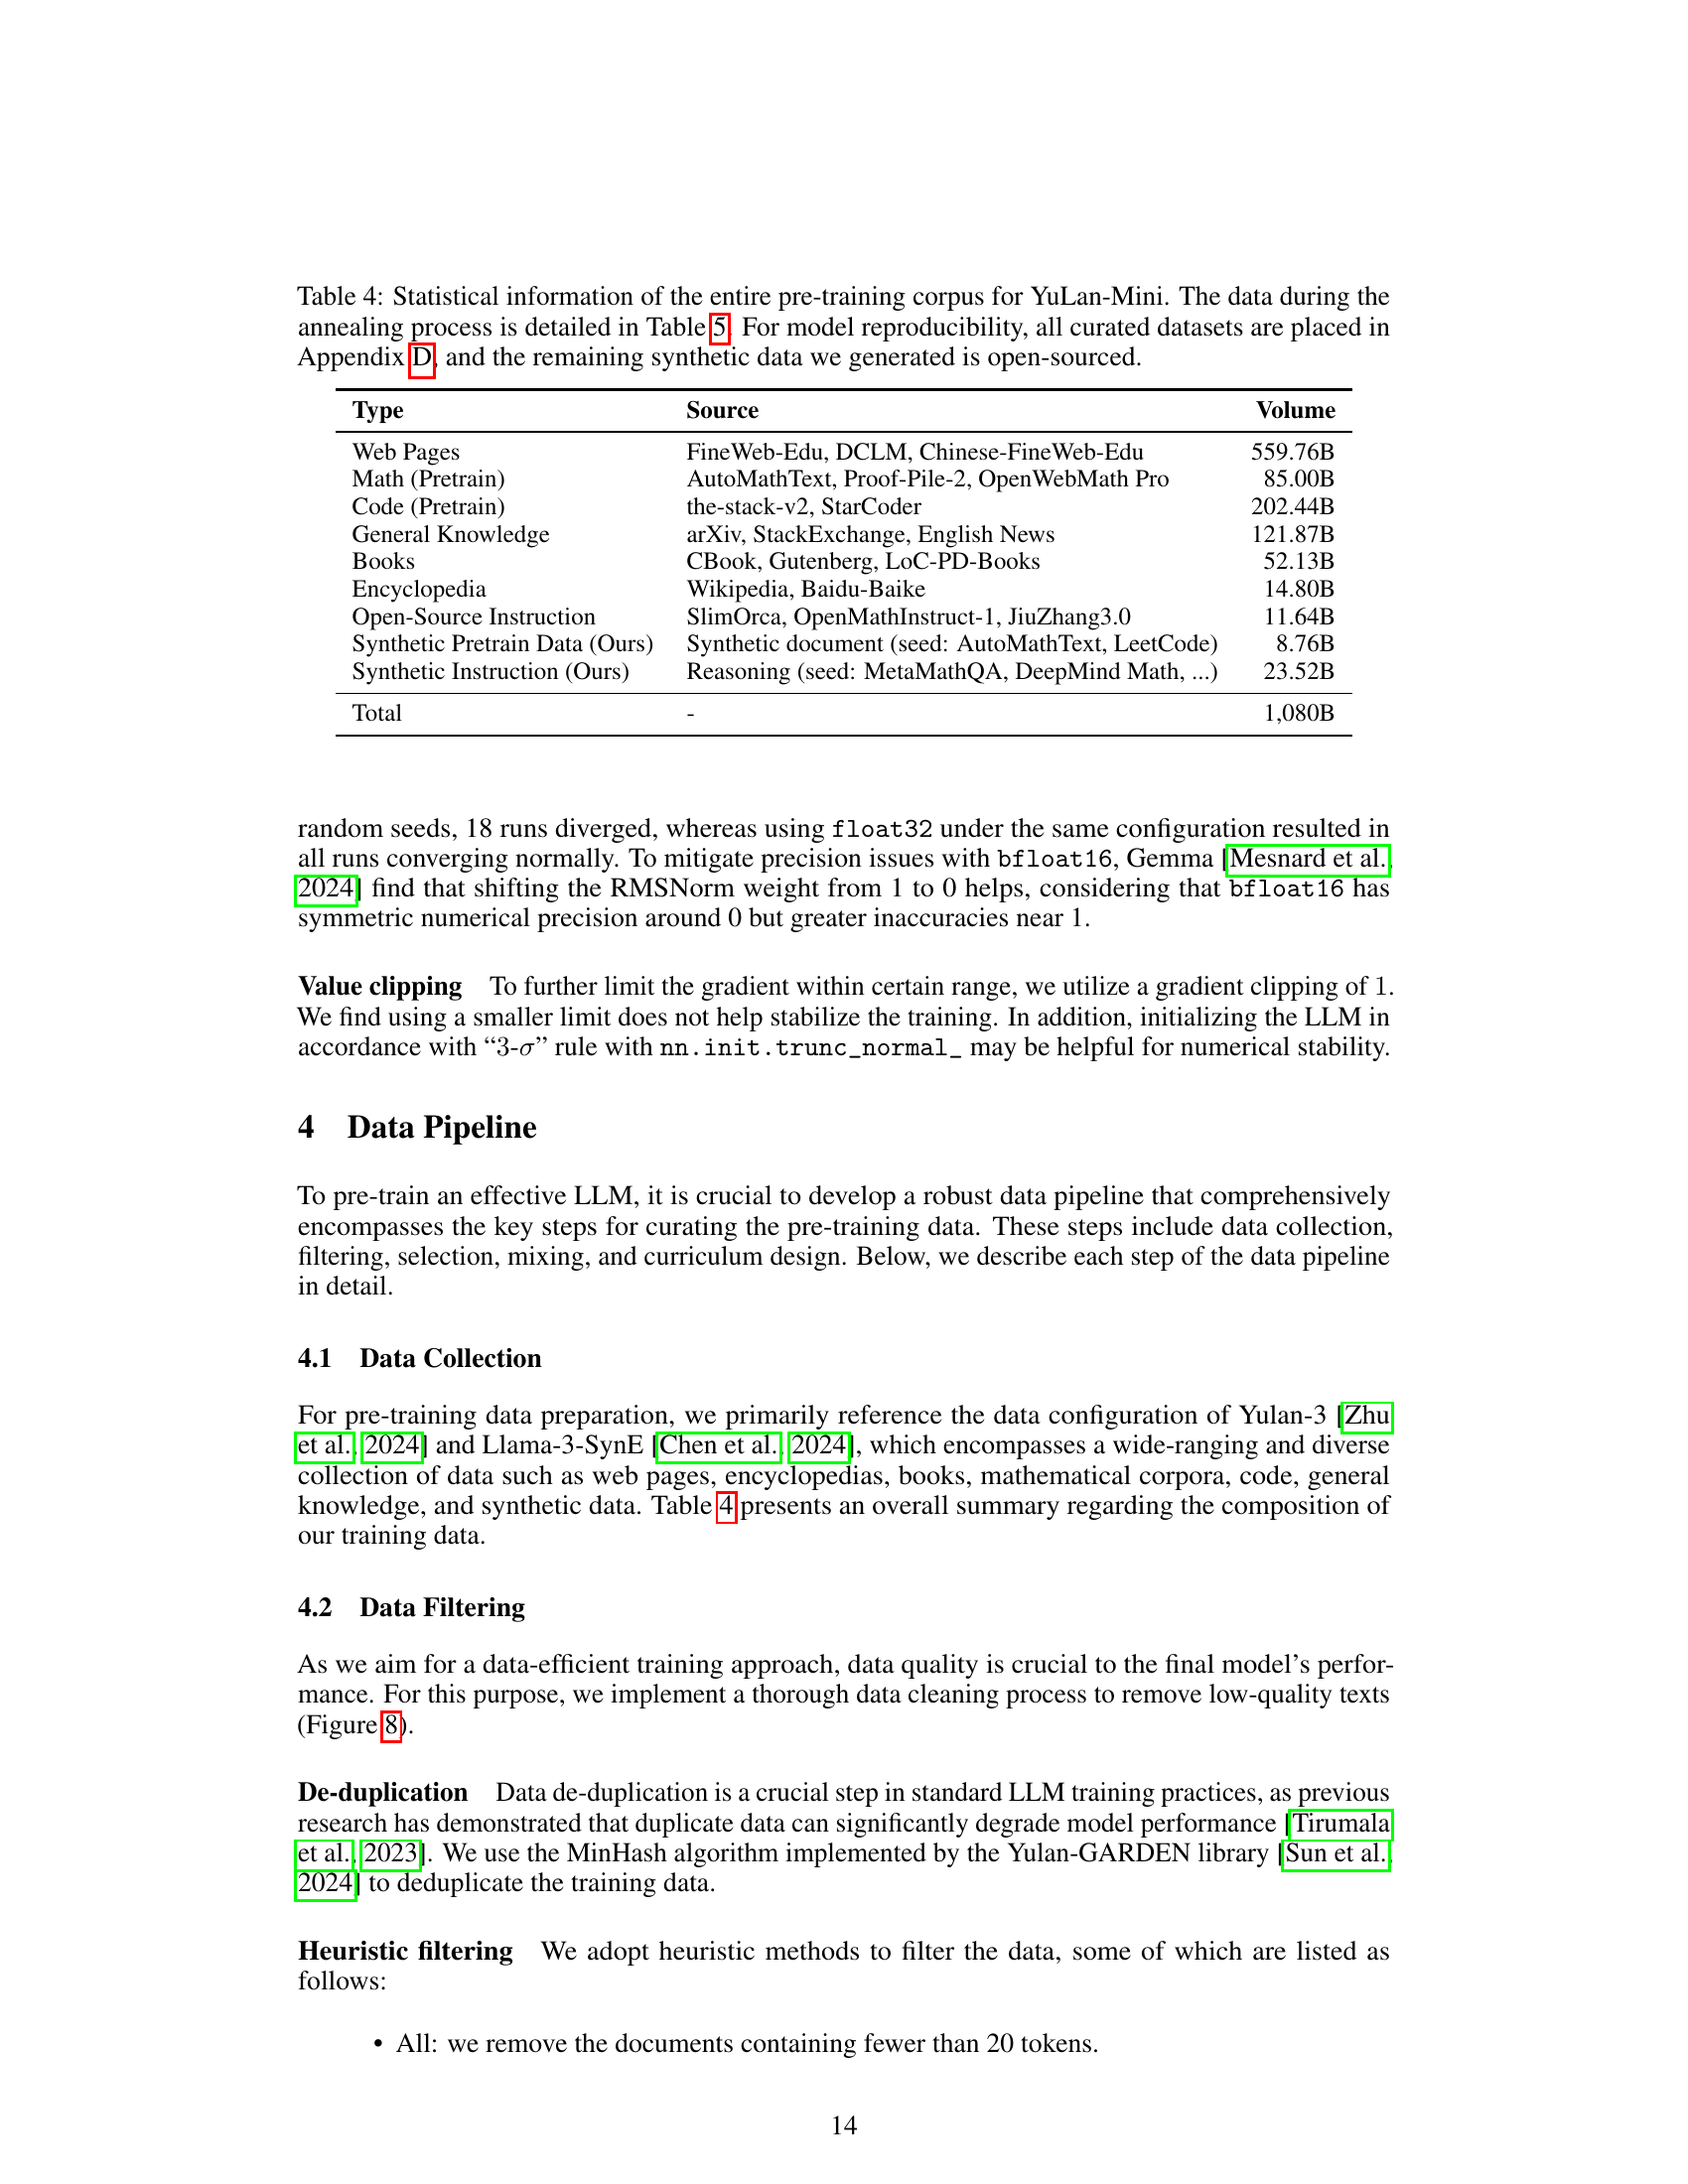 Table 4: Statistical information of the entire pre-training corpus for YuLan-Mini. The data during the
annealing process is detailed in Table 5. For model reproducibility, all curated datasets are placed in
Appendix D, and the remaining synthetic data we generated is open-sourced.
Type Source Volume
Web Pages FineWeb-Edu, DCLM, Chinese-FineWeb-Edu 559.76B
Math (Pretrain) AutoMathText, Proof-Pile-2, OpenWebMath Pro 85.00B
Code (Pretrain) the-stack-v2, StarCoder 202.44B
General Knowledge arXiv, StackExchange, English News 121.87B
Books CBook, Gutenberg, LoC-PD-Books 52.13B
Encyclopedia Wikipedia, Baidu-Baike 14.80B
Open-Source Instruction SlimOrca, OpenMathInstruct-1, JiuZhang3.0 11.64B
Synthetic Pretrain Data (Ours) Synthetic document (seed: AutoMathText, LeetCode) 8.76B
Synthetic Instruction (Ours) Reasoning (seed: MetaMathQA, DeepMind Math, ...) 23.52B
Total - 1,080B
random seeds, 18 runs diverged, whereas using float32 under the same configuration resulted in
all runs converging normally. To mitigate precision issues with bfloat16, Gemma [Mesnard et al.,
2024] find that shifting the RMSNorm weight from 1 to 0 helps, considering that bfloat16 has
symmetric numerical precision around 0 but greater inaccuracies near 1.
Value clipping To further limit the gradient within certain range, we utilize a gradient clipping of 1.
We find using a smaller limit does not help stabilize the training. In addition, initializing the LLM in
accordance with “3-σ” rule with nn.init.trunc_normal_ may be helpful for numerical stability.
4 Data Pipeline
To pre-train an effective LLM, it is crucial to develop a robust data pipeline that comprehensively
encompasses the key steps for curating the pre-training data. These steps include data collection,
filtering, selection, mixing, and curriculum design. Below, we describe each step of the data pipeline
in detail.
4.1 Data Collection
For pre-training data preparation, we primarily reference the data configuration of Yulan-3 [Zhu
et al., 2024] and Llama-3-SynE [Chen et al., 2024], which encompasses a wide-ranging and diverse
collection of data such as web pages, encyclopedias, books, mathematical corpora, code, general
knowledge, and synthetic data. Table 4 presents an overall summary regarding the composition of
our training data.
4.2 Data Filtering
As we aim for a data-efficient training approach, data quality is crucial to the final model’s perfor-
mance. For this purpose, we implement a thorough data cleaning process to remove low-quality texts
(Figure 8).
De-duplication Data de-duplication is a crucial step in standard LLM training practices, as previous
research has demonstrated that duplicate data can significantly degrade model performance [Tirumala
et al., 2023]. We use the MinHash algorithm implemented by the Yulan-GARDEN library [Sun et al.,
2024] to deduplicate the training data.
Heuristic filtering We adopt heuristic methods to filter the data, some of which are listed as
follows:
• All: we remove the documents containing fewer than 20 tokens.
14